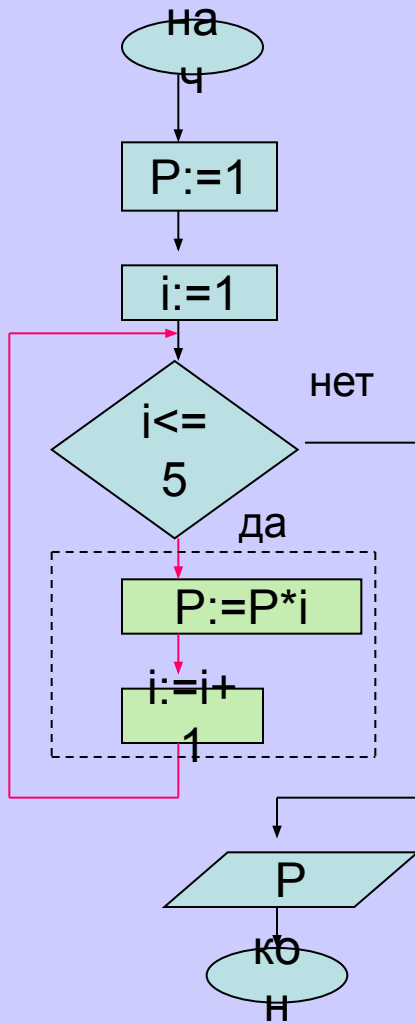 на
ч
P:=1
i:=1
нет
i<=
5
да
P:=P*i
i:=i+
1
P
ко
н